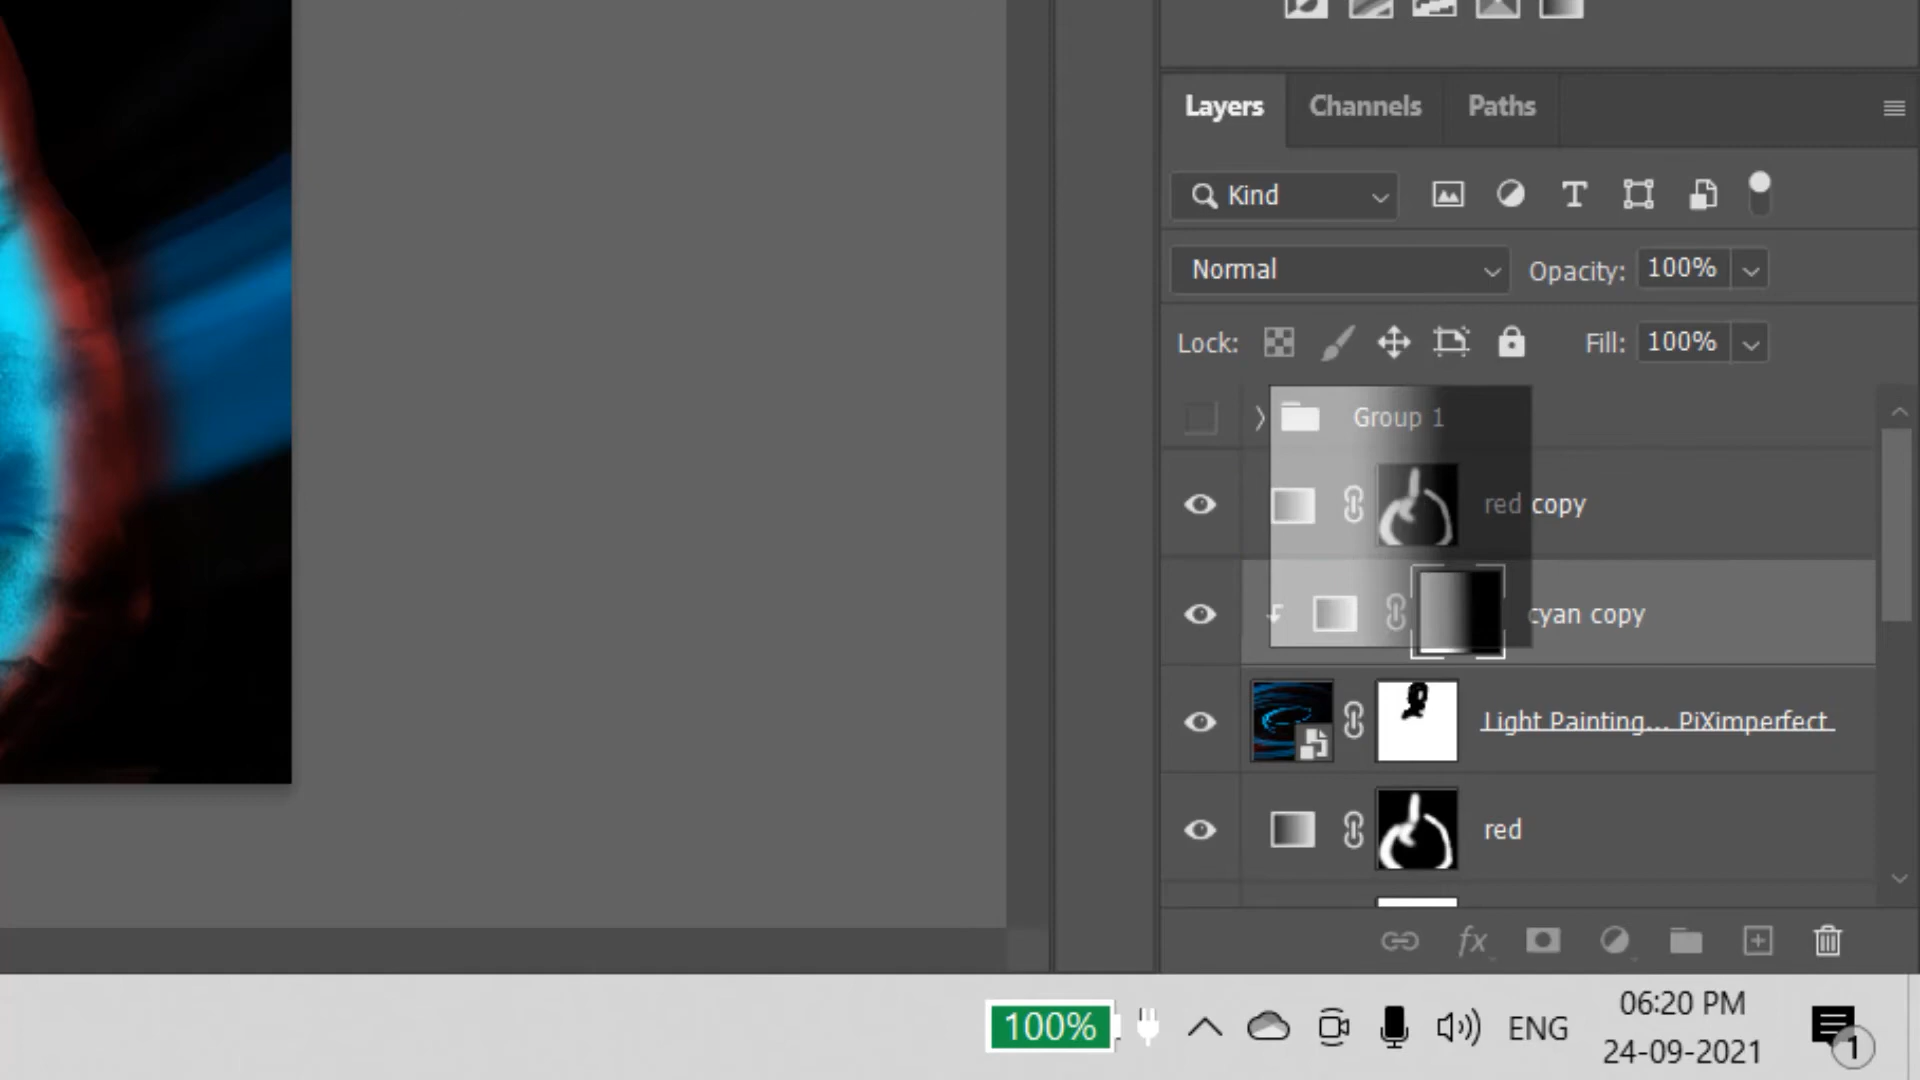 Layers Channels Paths
Kind
Normal Opacity: 100%
Lock: Fill: 100%
Group 1
red copy
cyan copy
Light Painting... PiXimperfect
red
fx
100% ENG 06:20 PM
24-09-2021
1